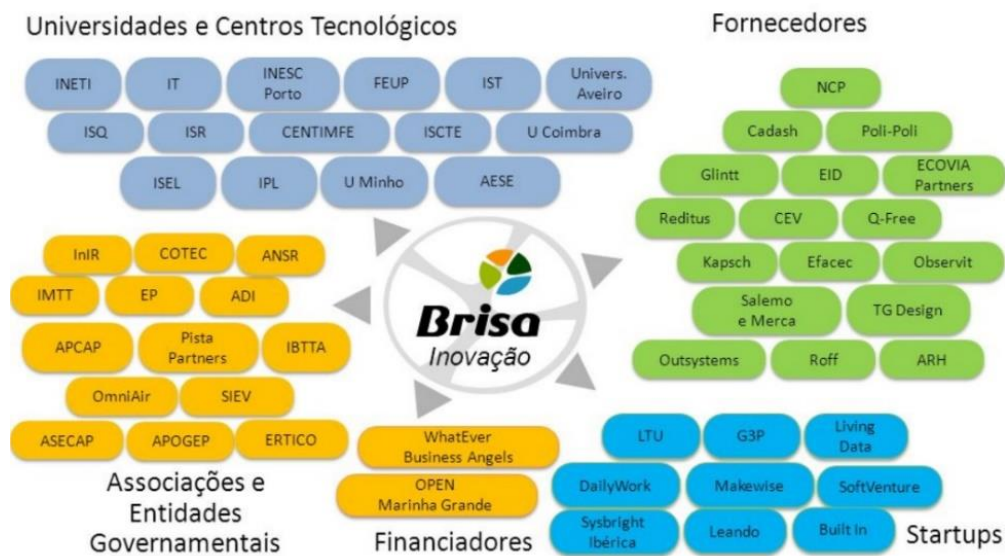 Universidades e Centros Tecnológicos
INETI
IT
INESC
Porto
FEUP
IST
Univers.
Aveiro
ISQ
ISR
CENTIMFE
ISCTE
U Coimbra
ISEL
IPL
U Minho
AESE
Fornecedores
NCP
Cadash
Poli-Poli
Glintt
EID
ECOVIA
Partners
Reditus
CEV
Q-Free
Kapsch
Efacec
Observit
Salemo
e Merca
TG Design
Outsystems
Roff
ARH
InIR
COTEC
ANSR
IMTT
EP
ADI
APCAP
Pista
Partners
IBTTA
OmniAir
SIEV
ASECAP
APOGEP
ERTICO
Associações e
Entidades
Governamentais
Brisa
Inovação
WhatEver
Business Angels
OPEN
Marinha Grande
Financiadores
LTU
G3P
Living
Data
DailyWork
Makewise
SoftVenture
Sysbright
Ibérica
Leando
Built In
Startups